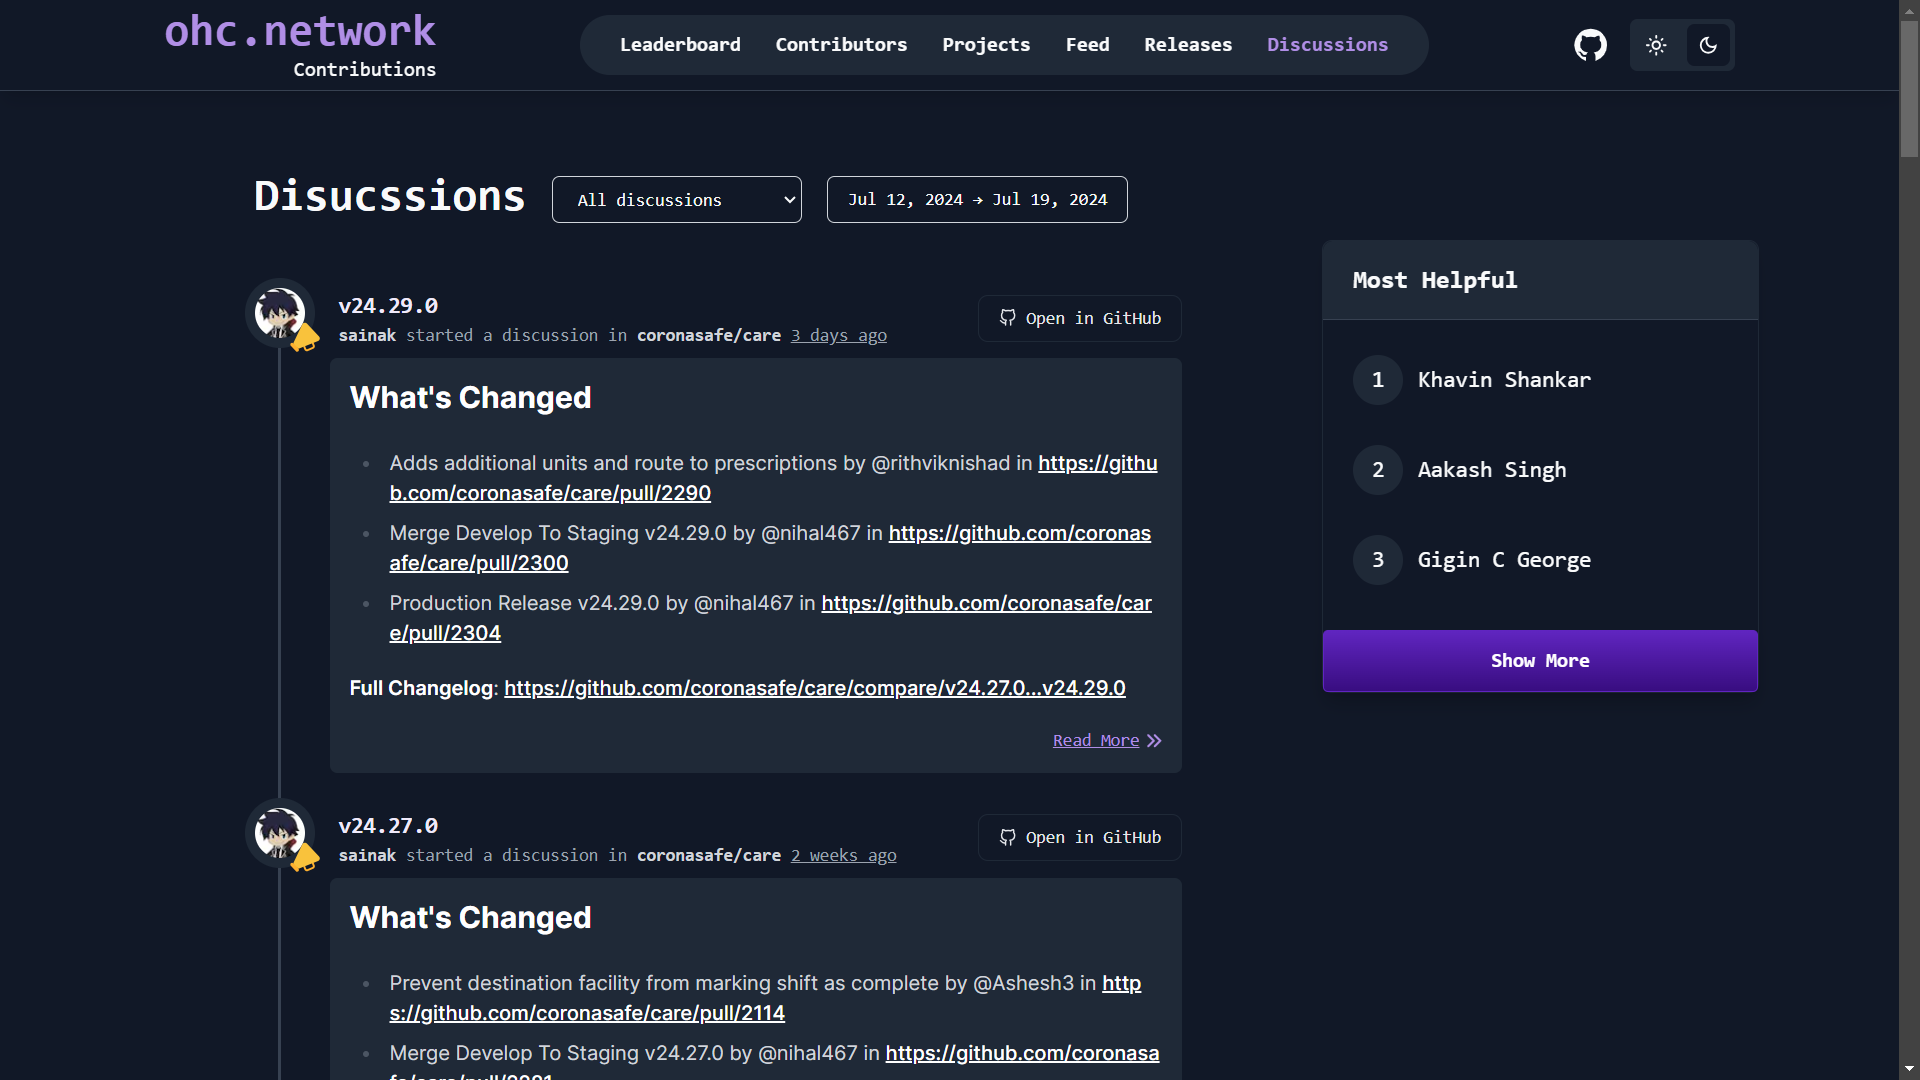 ohc.network
Contributions
Leaderboard Contributors Projects Feed Releases Discussions
Disucssions
All discussions
Jul 12, 2024 → Jul 19, 2024
v24.29.0
sainak started a discussion in coronasafe/care 3 days ago
Open in GitHub
What's Changed
• Adds additional units and route to prescriptions by @rithviknishad in https://githu
b.com/coronasafe/care/pull/2290
• Merge Develop To Staging v24.29.0 by @nihal467 in https://github.com/coronas
afe/care/pull/2300
• Production Release v24.29.0 by @nihal467 in https://github.com/coronasafe/car
e/pull/2304
Full Changelog: https://github.com/coronasafe/care/compare/v24.27.0...v24.29.0
Read More
v24.27.0
sainak started a discussion in coronasafe/care 2 weeks ago
Open in GitHub
What's Changed
• Prevent destination facility from marking shift as complete by @Ashesh3 in http
s://github.com/coronasafe/care/pull/2114
• Merge Develop To Staging v24.27.0 by @nihal467 in https://github.com/coronasa
Most Helpful
1 Khavin Shankar
2 Aakash Singh
3 Gigin C George
Show More